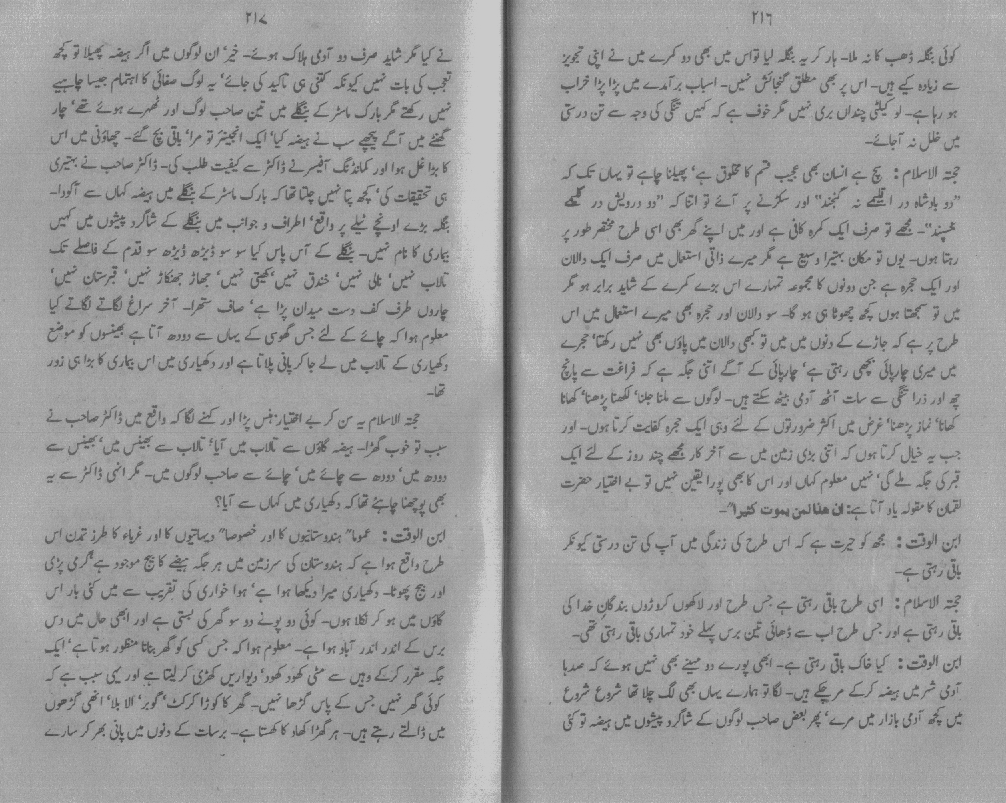 ۲۱۶
کوئی بنگلہ ڈھب کا نہ ملا۔ ہار کر یہ بنگلہ لیا تو اس میں بھی دو کمرے میں نے اپنی تجویز
سے زیادہ کیے ہیں۔ اس پر بھی مطلق گنجائش نہیں۔ اسباب برآمدے میں پڑا پڑا خراب
ہو رہا ہے۔ لوکیلٹی چنداں بری نہیں مگر خوف ہے کہ کہیں تنگی کی وجہ سے تن درستی
میں خلل نہ آجائے۔
حجتہ الاسلام : سچ ہے انسان بھی عجیب قسم کا مخلوق ہے' پھیلنا چاہے تو یہاں تک کہ
"دو بادشاہ در اقلیمے نہ گنجند" اور سکڑنے پر آئے تو اتنا کہ "دو درویش در گلیمے
بخسپند"۔ مجھے تو صرف ایک کمرہ کافی ہے اور میں اپنے گھر بھی اسی طرح مختصر طور پر
رہتا ہوں۔ یوں تو مکان بہتیرا وسیع ہے مگر میرے ذاتی استعمال میں صرف ایک دالان
اور ایک حجرہ ہے جن دونوں کا مجموعہ تمہارے اس بڑے کمرے کے شاید برابر ہو مگر
میں تو سمجھتا ہوں کچھ چھوٹا ہی ہو گا۔ سو دالان اور حجرہ بھی میرے استعمال میں اس
طرح پر ہے کہ جاڑے کے دنوں میں میں تو کبھی دالان میں پاؤں بھی نہیں رکھتا' حجرے
میں میری چارپائی بچھی رہتی ہے' چارپائی کے آگے اتنی جگہ ہے کہ فراغت سے پانچ
چھ اور ذرا تنگی سے سات آٹھ آدمی بیٹھ سکتے ہیں۔ لوگوں سے ملنا جلنا' لکھنا پڑھنا' کھانا
کھانا' نماز پڑھنا' غرض میں اکثر ضرورتوں کے لئے وہی ایک حجرہ کفایت کرتا ہوں۔ اور
جب یہ خیال کرتا ہوں کہ اتنی بڑی زمین میں سے آخر کار مجھے چند روز کے لئے ایک
قبر کی جگہ ملے گی' نہیں معلوم کہاں اور اس کا بھی پورا یقین نہیں تو بے اختیار حضرت
لقمان کا مقولہ یاد آتا ہے: ان ھذا لمن یموت کثیرا"۔
ابن الوقت : مجھ کو حیرت ہے کہ اس طرح کی زندگی میں آپ کی تن درستی کیونکر
باقی رہتی ہے۔
حجتہ الاسلام : اسی طرح باقی رہتی ہے جس طرح اور لاکھوں کروڑوں بندگان خدا کی
باقی رہتی ہے اور جس طرح اب سے ڈھائی تین برس پہلے خود تمہاری باقی رہتی تھی۔
ابن الوقت : کیا خاک باقی رہتی ہے۔ ابھی پورے دو مہینے بھی نہیں ہوئے کہ صدہا
آدمی شہر میں ہیضہ کرکے مر چکے ہیں۔ لگا تو ہمارے یہاں بھی لگ چلا تھا شروع شروع
میں کچھ آدمی بازار میں مرے' پھر بعض صاحب لوگوں کے شاگرد پیشوں میں ہیضہ تو کئی
۲۱۷
نے کیا مگر شاید صرف دو آدمی ہلاک ہوئے۔ خیر' ان لوگوں میں اگر ہیضہ پھیلا تو کچھ
تعجب کی بات نہیں کیونکہ کتنی ہی تاکید کی جائے' یہ لوگ صفائی کا اہتمام جیسا چاہیے
نہیں رکھتے مگر بارک ماسٹر کے بنگلے میں تین صاحب لوگ اور ٹھہرے ہوئے تھے' چار
گھنٹے میں آگے پیچھے سب نے ہیضہ کیا' ایک انجینئر تو مرا' باقی بچ گئے۔ چھاؤنی میں اس
کا بڑا غل ہوا اور کمانڈنگ آفیسر نے ڈاکٹر سے کیفیت طلب کی۔ ڈاکٹر صاحب نے بہتیری
ہی تحقیقات کی' کچھ پتا نہیں چلتا تھا کہ بارک ماسٹر کے بنگلے میں ہیضہ کہاں سے آکودا۔
بنگلہ بڑے اونچے ٹیلے پر واقع' اطراف و جوانب میں بنگلے کے شاگرد پیشوں میں کہیں
بیماری کا نام نہیں۔ بنگلے کے آس پاس کیا سو سو ڈیڑھ ڈیڑھ سو قدم کے فاصلے تک
تالاب نہیں' نالی نہیں' خندق نہیں' کھیتی نہیں' جھاڑ جھنکاڑ نہیں' قبرستان نہیں'
چاروں طرف کف دست میدان پڑا ہے' صاف ستھرا۔ آخر سراغ لگاتے لگاتے کیا
معلوم ہوا کہ چائے کے لئے جس گھوسی کے یہاں سے دودھ آتا ہے بھینسوں کو موضع
دکھیاری کے تالاب میں لے جا کر پانی پلاتا ہے اور دکھیاری میں اس بیماری کا بڑا ہی زور
تھا۔
حجتہ الاسلام یہ سن کر بے اختیار ہنس پڑا اور کہنے لگا کہ واقع میں ڈاکٹر صاحب نے
سبب تو خوب گھڑا۔ ہیضہ گاؤں سے تالاب میں آیا' تالاب سے بھینس میں' بھینس سے
دودھ میں' دودھ سے چائے میں' چائے سے صاحب لوگوں میں۔ مگر انہی ڈاکٹر سے یہ
بھی پوچھنا چاہئے تھا کہ دکھیاری میں کہاں سے آیا؟
ابن الوقت : عموما" ہندوستانیوں کا اور خصوصا" دیہاتیوں کا اور غرباء کا طرز تمدن اس
طرح واقع ہوا ہے کہ ہندوستان کی سرزمین میں ہر جگہ ہیضے کا بیج موجود ہے' گرمی پڑی
اور بیج پھوٹا۔ دکھیاری میرا دیکھا ہوا ہے' ہوا خواری کی تقریب سے میں کئی بار اس
گاؤں میں ہو کر نکلا ہوں۔ کوئی دو پونے دو سو گھر کی بستی ہے اور ابھی حال میں دس
برس کے اندر اندر آباد ہوا ہے۔ معلوم ہوا کہ جس کسی کو گھر بنانا منظور ہوتا ہے' ایک
جگہ مقرر کرکے وہیں سے مٹی کھود کھود' دیواریں کھڑی کرلیتا ہے اور یہی سبب ہے کہ
کوئی گھر نہیں جس کے پاس گڑھا نہیں۔ گھر کا کوڑا کرکٹ' گوبر' الا بلا' انھی گڑھوں
میں ڈالتے رہتے ہیں۔ ہر گھڑا کھاد کا کھستا ہے۔ برسات کے دنوں میں پانی بھر کر سارے